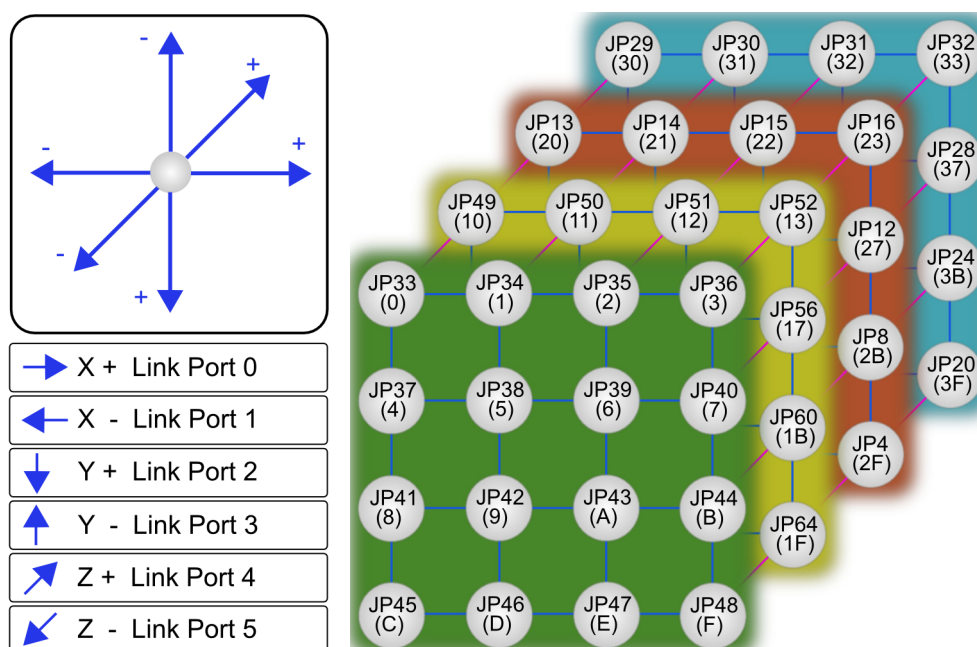 -
+
-
+
-
+
X + Link Port 0
X - Link Port 1
Y + Link Port 2
Y - Link Port 3
Z + Link Port 4
Z - Link Port 5
JP29 JP30 JP31 JP32
(30) (31) (32) (33)
JP13 JP14 JP15 JP16
(20) (21) (22) (23)
JP28
(37)
JP49 JP50 JP51 JP52
(10) (11) (12) (13)
JP12
(27)
JP24
(3B)
JP33 JP34 JP35 JP36
(0) (1) (2) (3)
JP56
(17)
JP8
(2B)
JP20
(3F)
JP37 JP38 JP39 JP40
(4) (5) (6) (7)
JP60
(1B)
JP4
(2F)
JP41 JP42 JP43 JP44
(8) (9) (A) (B)
JP64
(1F)
JP45 JP46 JP47 JP48
(C) (D) (E) (F)